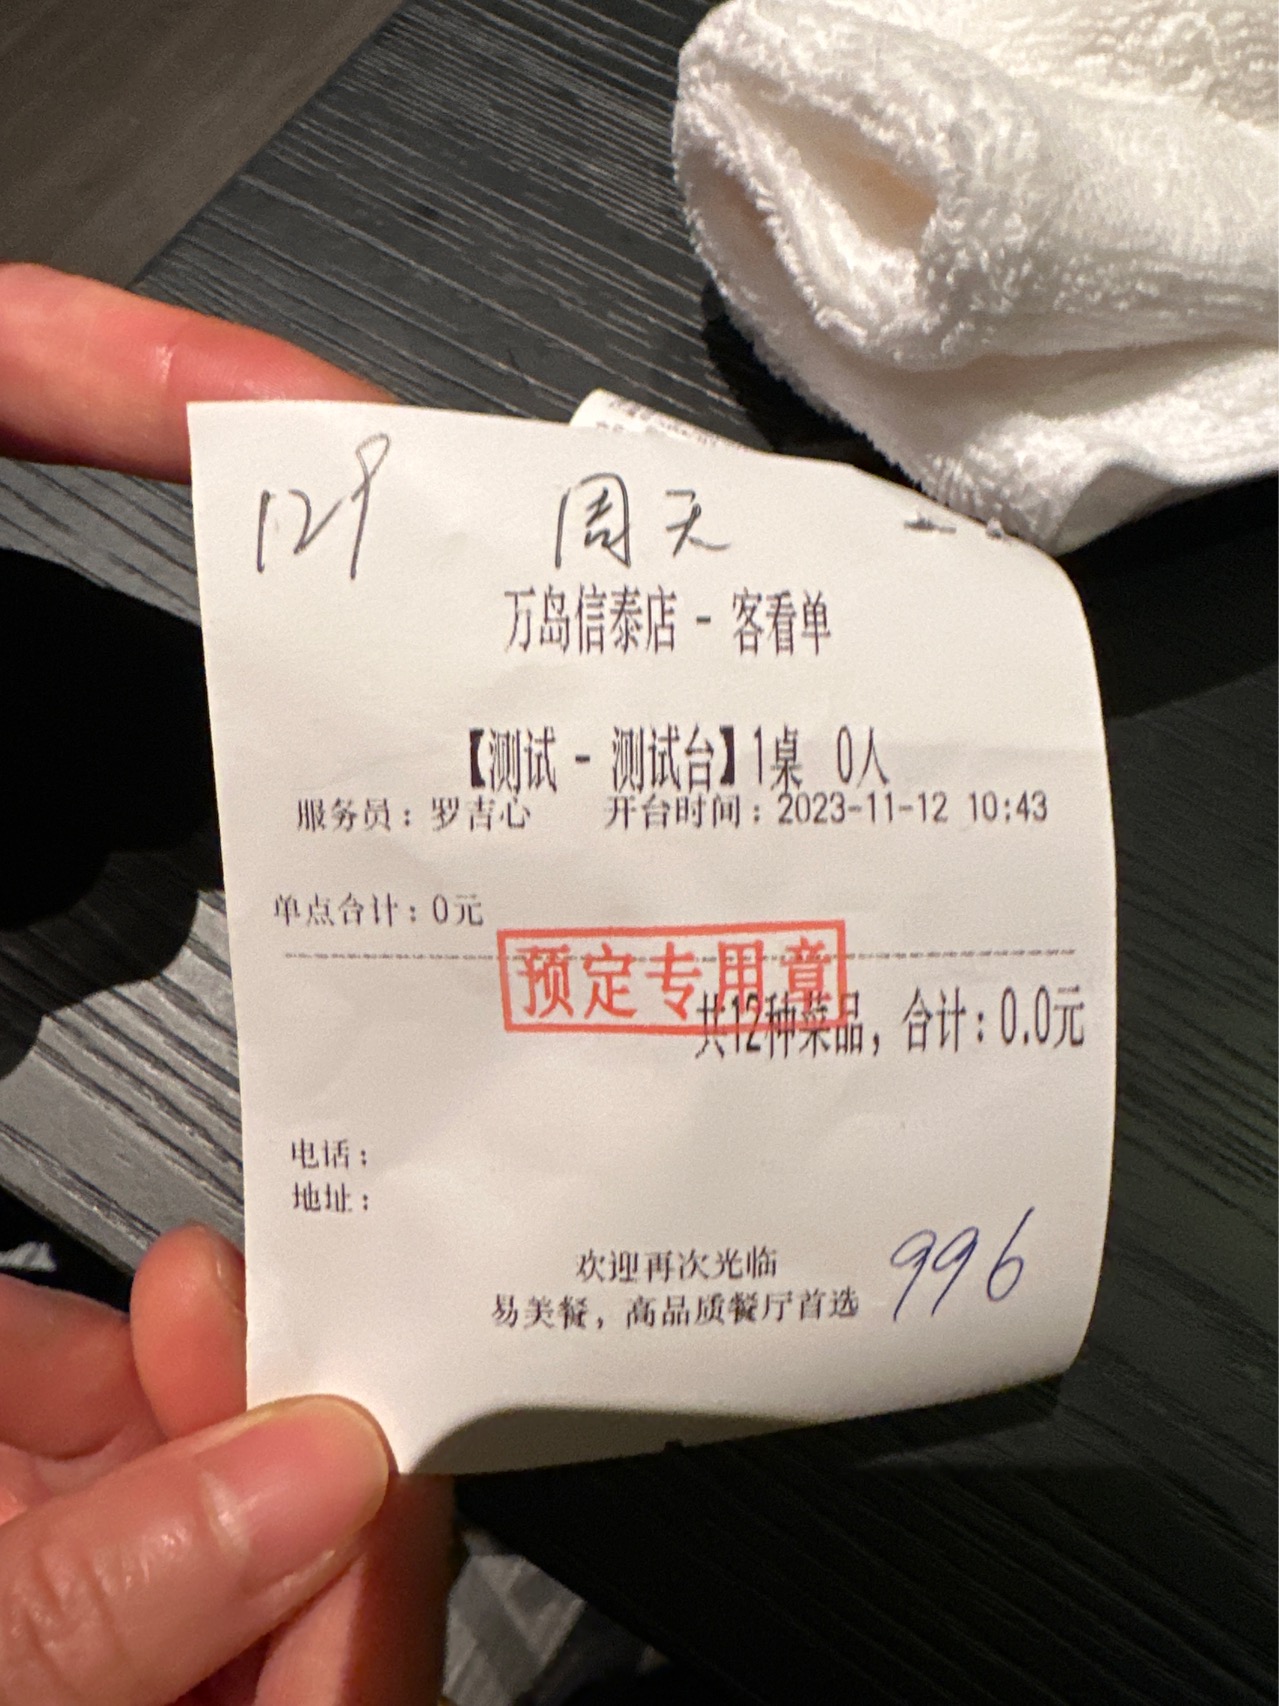 129 周天
万岛信泰店 - 客看单
【测试 - 测试台】1桌 0人
服务员：罗吉心 开台时间：2023-11-12 10:43
单点合计：0元
预定专用章
共12种菜品，合计：0.0元
电话：
地址：
欢迎再次光临
易美餐，高品质餐厅首选
996